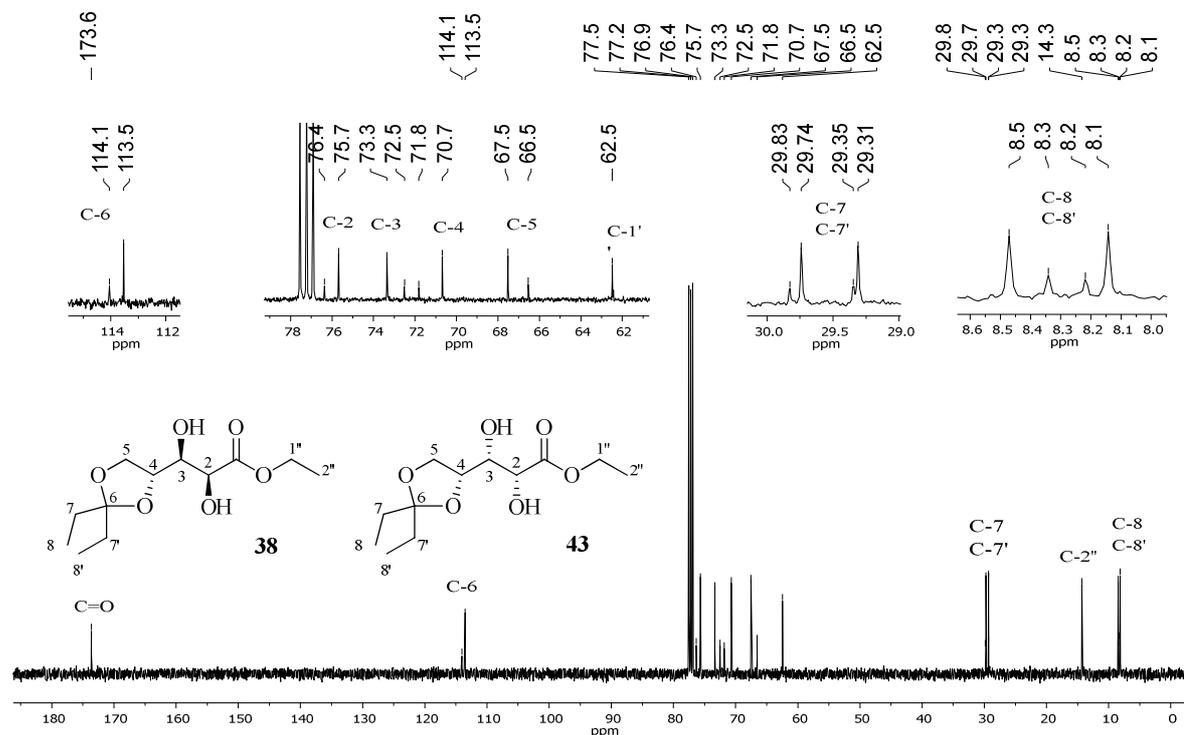 173.6
114.1
113.5
77.5
77.2
76.9
76.4
75.7
73.3
72.5
71.8
70.7
67.5
66.5
62.5
29.8
29.7
29.3
29.3
14.3
8.5
8.3
8.2
8.1
114.1
113.5
C-6
114 112
ppm
76.4
75.7
73.3
72.5
71.8
70.7
67.5
66.5
62.5
C-2 C-3 C-4 C-5 C-1'
78 76 74 72 70 68 66 64 62
ppm
29.83
29.74
29.35
29.31
C-7
C-7'
30.0 29.5 29.0
ppm
8.5
8.3
8.2
8.1
C-8
C-8'
8.6 8.5 8.4 8.3 8.2 8.1 8.0
ppm
OH O
5 4 3 2 1" 2"
O O OH O
6 7 7' 8 8'
38
OH O
5 4 3 2 1" 2"
O O OH O
6 7 7' 8 8'
43
C=O
C-6
C-7
C-7'
C-2"
C-8
C-8'
180 170 160 150 140 130 120 110 100 90 80 70 60 50 40 30 20 10 0
ppm